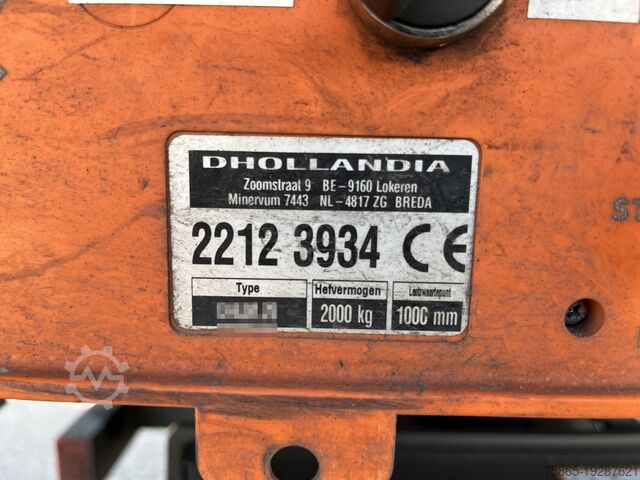 DHOLLANDIA
Zoomstraat 9 BE-9160 Lokeren
Minervum 7443 NL-4817 ZG BREDA
2212 3934 CE
Type Hefvermogen
2000 kg 1000 mm
ST
75865-19287621